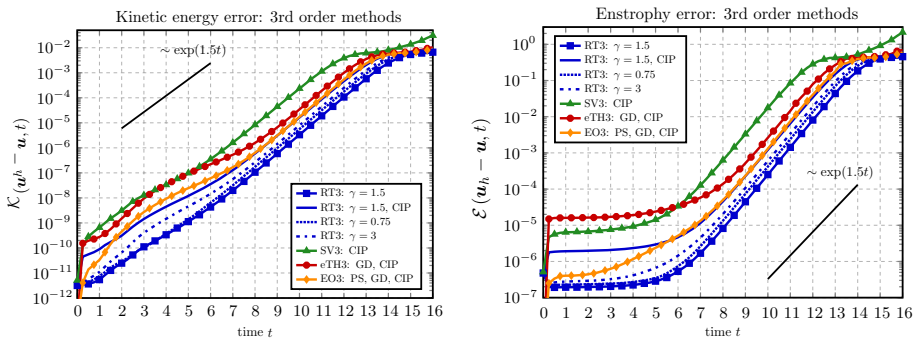 Kinetic energy error: 3rd order methods
10⁻²
10⁻³
10⁻⁴
10⁻⁵
10⁻⁶
10⁻⁷
10⁻⁸
10⁻⁹
10⁻¹⁰
10⁻¹¹
10⁻¹²
𝒦 (uʰ − u, t)
∼ exp(1.5t)
RT3: γ = 1.5
RT3: γ = 1.5, CIP
RT3: γ = 0.75
RT3: γ = 3
SV3: CIP
eTH3: GD, CIP
EO3: PS, GD, CIP
0 1 2 3 4 5 6 7 8 9 10 11 12 13 14 15 16
time t
Enstrophy error: 3rd order methods
10⁰
10⁻¹
10⁻²
10⁻³
10⁻⁴
10⁻⁵
10⁻⁶
10⁻⁷
ℰ (u_h − u, t)
RT3: γ = 1.5
RT3: γ = 1.5, CIP
RT3: γ = 0.75
RT3: γ = 3
SV3: CIP
eTH3: GD, CIP
EO3: PS, GD, CIP
∼ exp(1.5t)
0 1 2 3 4 5 6 7 8 9 10 11 12 13 14 15 16
time t